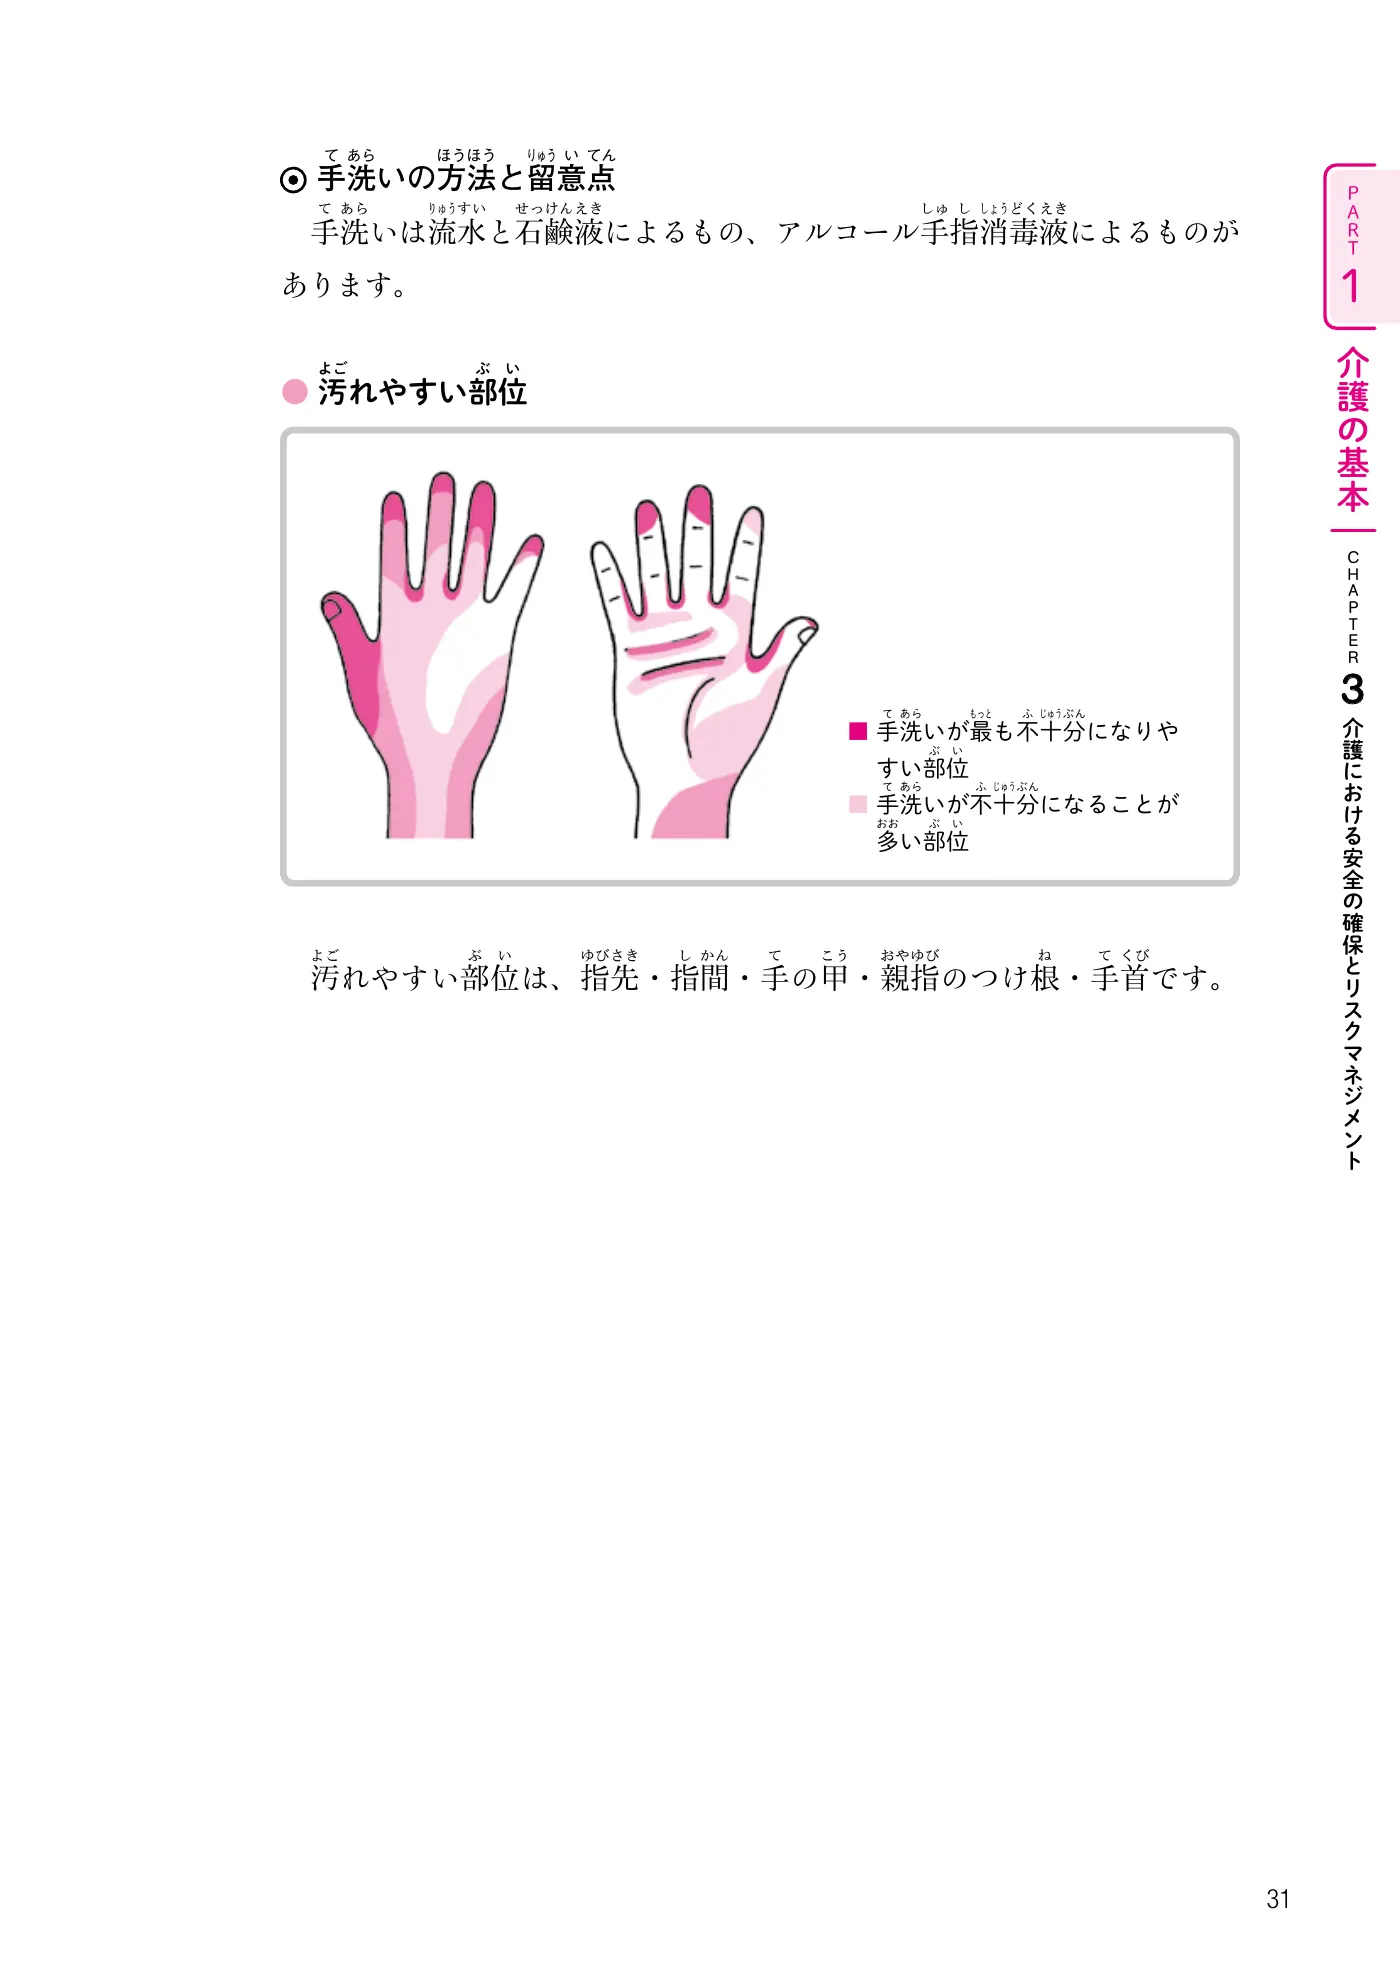 手洗いの方法と留意点
手洗いは流水と石鹸液によるもの、アルコール手指消毒液によるものが
あります。
汚れやすい部位
手洗いが最も不十分になりや
すい部位
手洗いが不十分になることが
多い部位
汚れやすい部位は、指先・指間・手の甲・親指のつけ根・手首です。
PART
1
介護の基本
CHAPTER
3
介護における安全の確保とリスクマネジメント
31